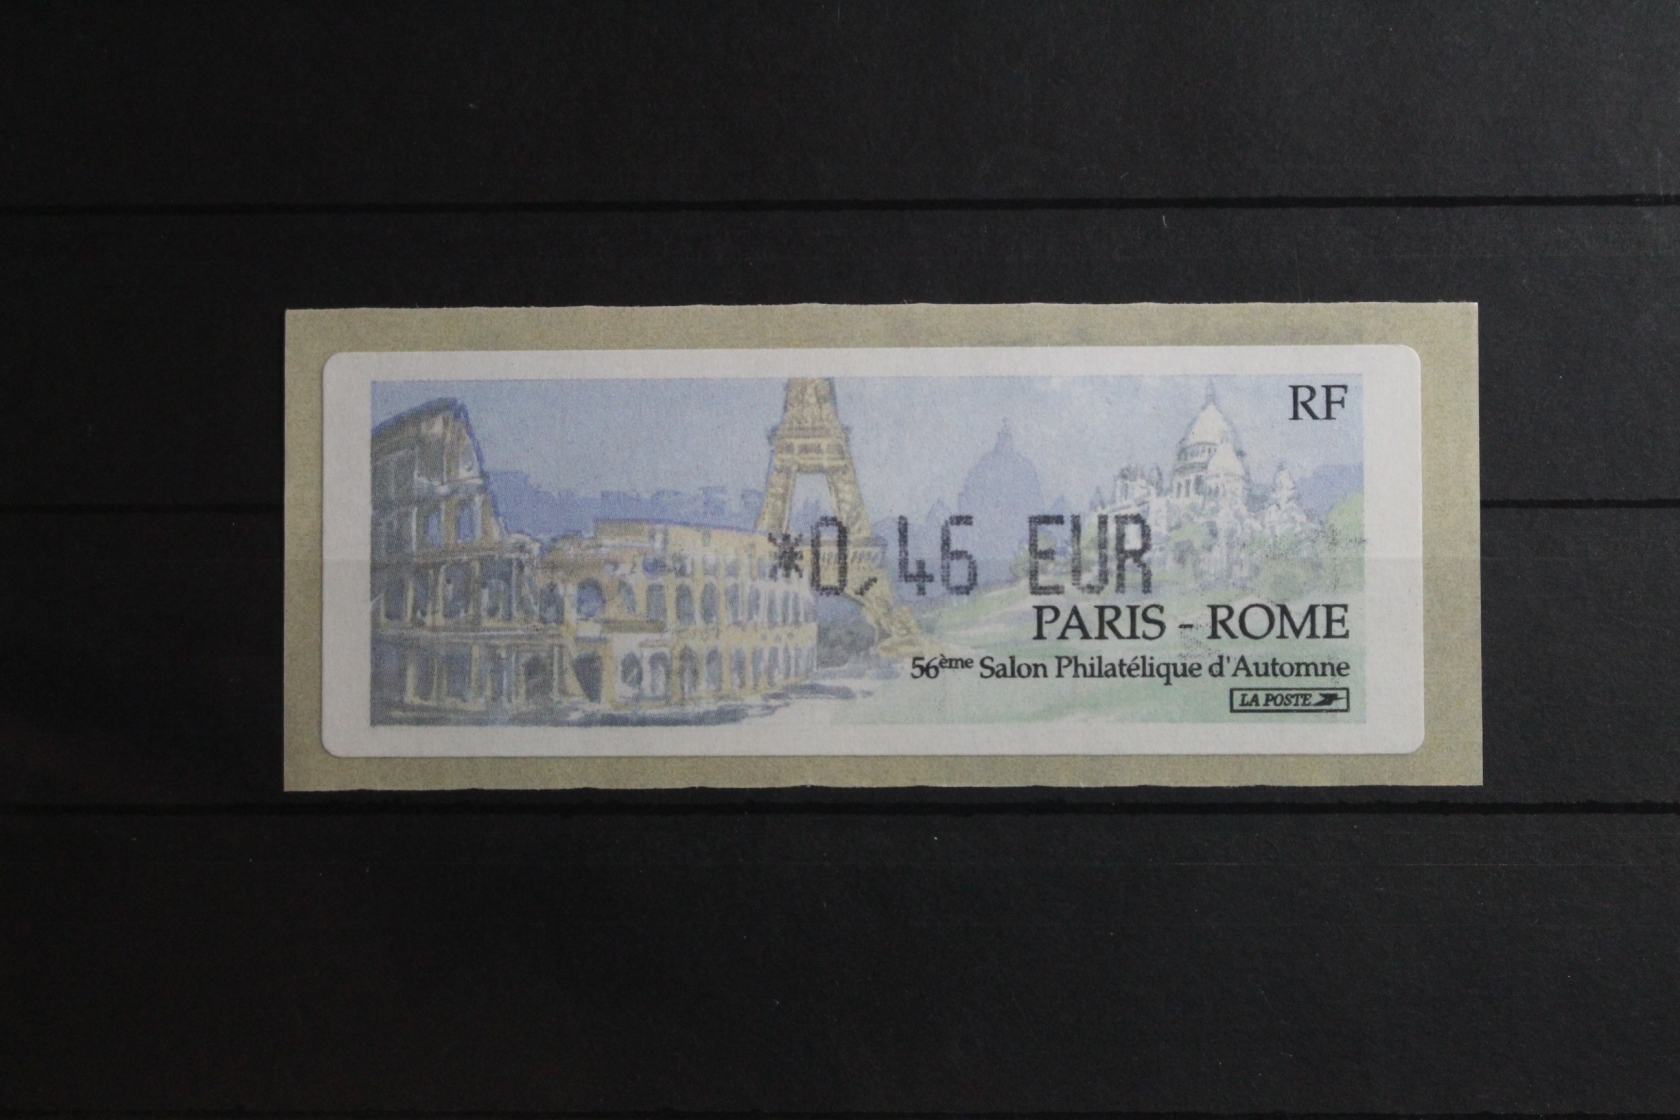 RF
*0,46 EUR
PARIS - ROME
56ème Salon Philatélique d'Automne
LA POSTE